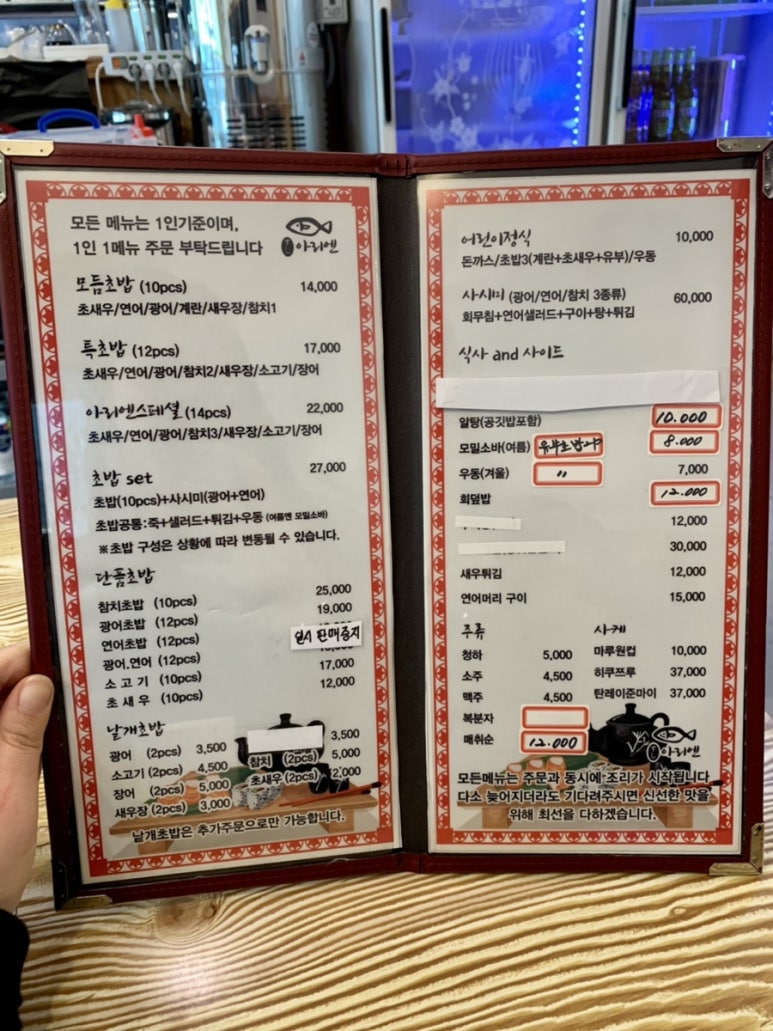 모든 메뉴는 1인기준이며,
1인 1메뉴 주문 부탁드립니다
아리엔
모듬초밥 (10pcs) 14,000
초새우/연어/광어/계란/새우장/참치1
특초밥 (12pcs) 17,000
초새우/연어/광어/참치2/새우장/소고기/장어
아리엔스페셜 (14pcs) 22,000
초새우/연어/광어/참치3/새우장/소고기/장어
초밥 set 27,000
초밥(10pcs)+사시미(광어+연어)
초밥공통:죽+샐러드+튀김+우동 (여름엔 모밀소바)
※초밥 구성은 상황에 따라 변동될 수 있습니다.
단품초밥
참치초밥 (10pcs) 25,000
광어초밥 (12pcs) 19,000
연어초밥 (12pcs) 일시 판매중지
광어,연어 (12pcs)
소고기 (10pcs) 17,000
초새우 (10pcs) 12,000
낱개초밥
광어 (2pcs) 3,500
소고기 (2pcs) 4,500
장어 (2pcs) 5,000
새우장 (2pcs) 3,000
3,500
참치 (2pcs) 5,000
초새우 (2pcs) 2,000
낱개초밥은 추가주문으로만 가능합니다.
어린이정식 10,000
돈까스/초밥3(계란+초새우+유부)/우동
사시미 (광어/연어/참치 3종류) 60,000
회무침+연어샐러드+구이+탕+튀김
식사 and 사이드
알탕(공깃밥포함) 10.000
모밀소바(여름) 8.000
우동(겨울) 〃 7,000
회덮밥 12.000
12,000
30,000
새우튀김 12,000
연어머리 구이 15,000
주류
청하 5,000
소주 4,500
맥주 4,500
복분자
매취순 12.000
사케
마루원컵 10,000
히쿠쯔루 37,000
탄레이준마이 37,000
아리엔
모든메뉴는 주문과 동시에 조리가 시작됩니다
다소 늦어지더라도 기다려주시면 신선한 맛을
위해 최선을 다하겠습니다.